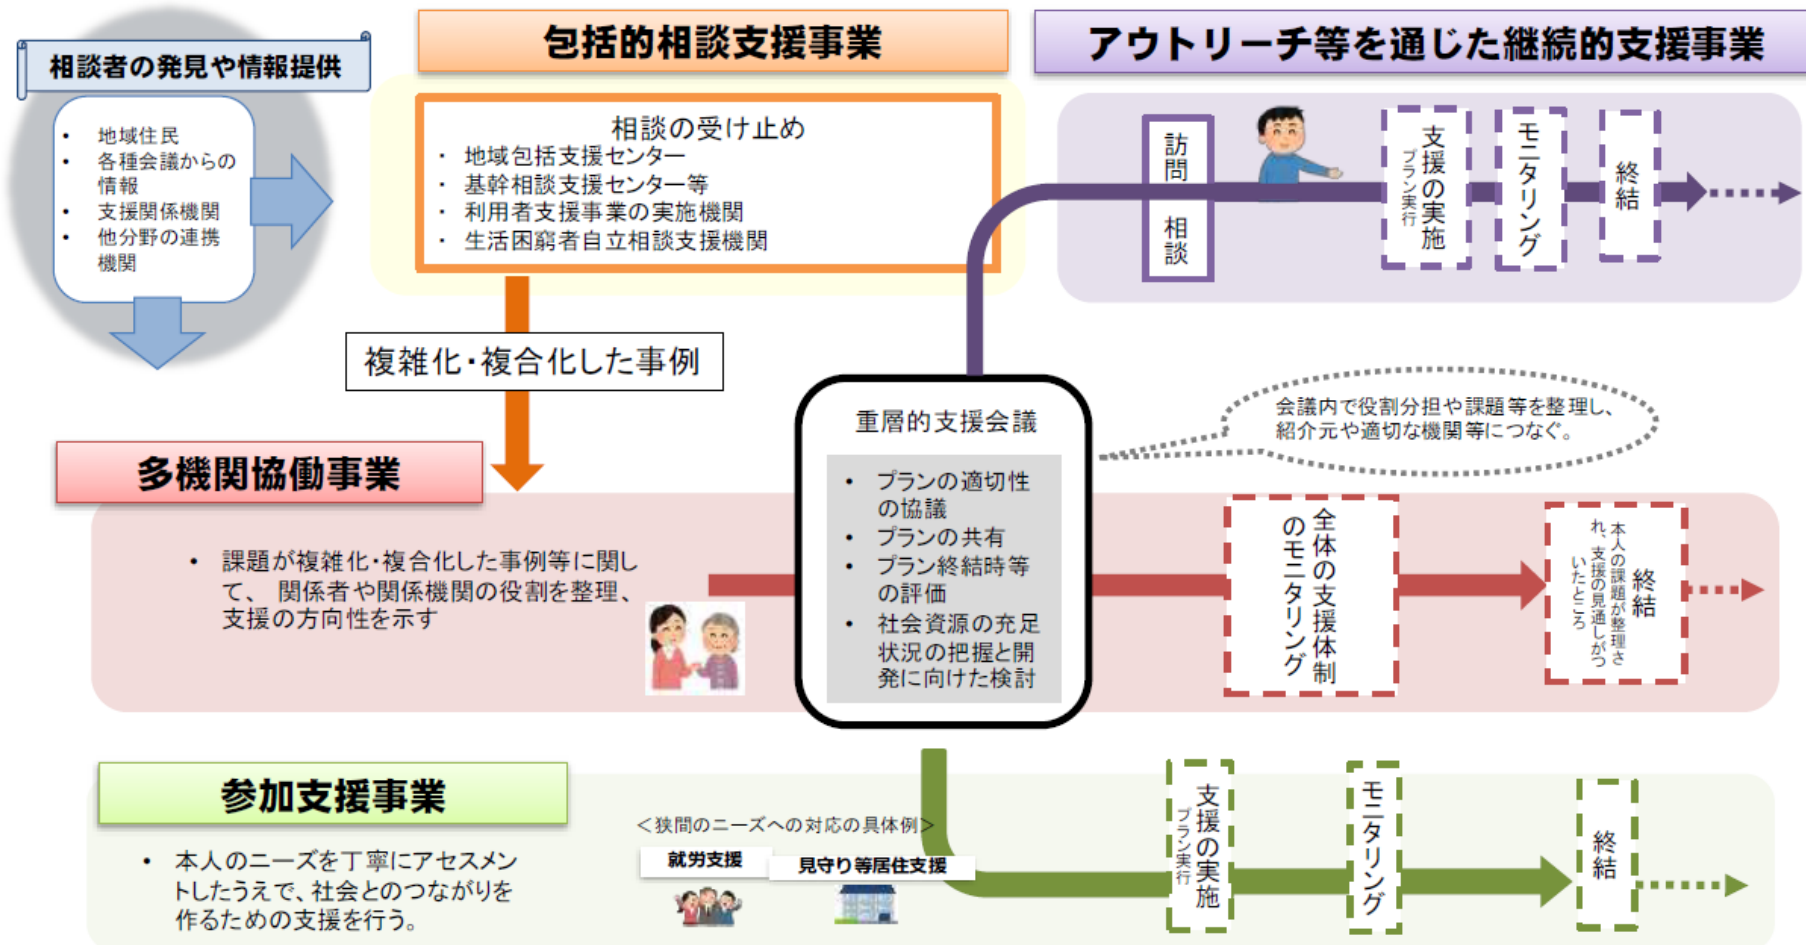 相談者の発見や情報提供
• 地域住民
• 各種会議からの
情報
• 支援関係機関
• 他分野の連携
機関
包括的相談支援事業
相談の受け止め
・ 地域包括支援センター
・ 基幹相談支援センター等
・ 利用者支援事業の実施機関
・ 生活困窮者自立相談支援機関
複雑化・複合化した事例
アウトリーチ等を通じた継続的支援事業
訪問
相談
支援の実施
プラン実行
モニタリング
終結
重層的支援会議
• プランの適切性
の協議
• プランの共有
• プラン終結時等
の評価
• 社会資源の充足
状況の把握と開
発に向けた検討
会議内で役割分担や課題等を整理し、
紹介元や適切な機関等につなぐ。
多機関協働事業
• 課題が複雑化・複合化した事例等に関し
て、 関係者や関係機関の役割を整理、
支援の方向性を示す
全体の支援体制
のモニタリング
終結
本人の課題が整理さ
れ、支援の見通しがつ
いたところ
参加支援事業
• 本人のニーズを丁寧にアセスメン
トしたうえで、社会とのつながりを
作るための支援を行う。
＜狭間のニーズへの対応の具体例＞
就労支援
見守り等居住支援
支援の実施
プラン実行
モニタリング
終結